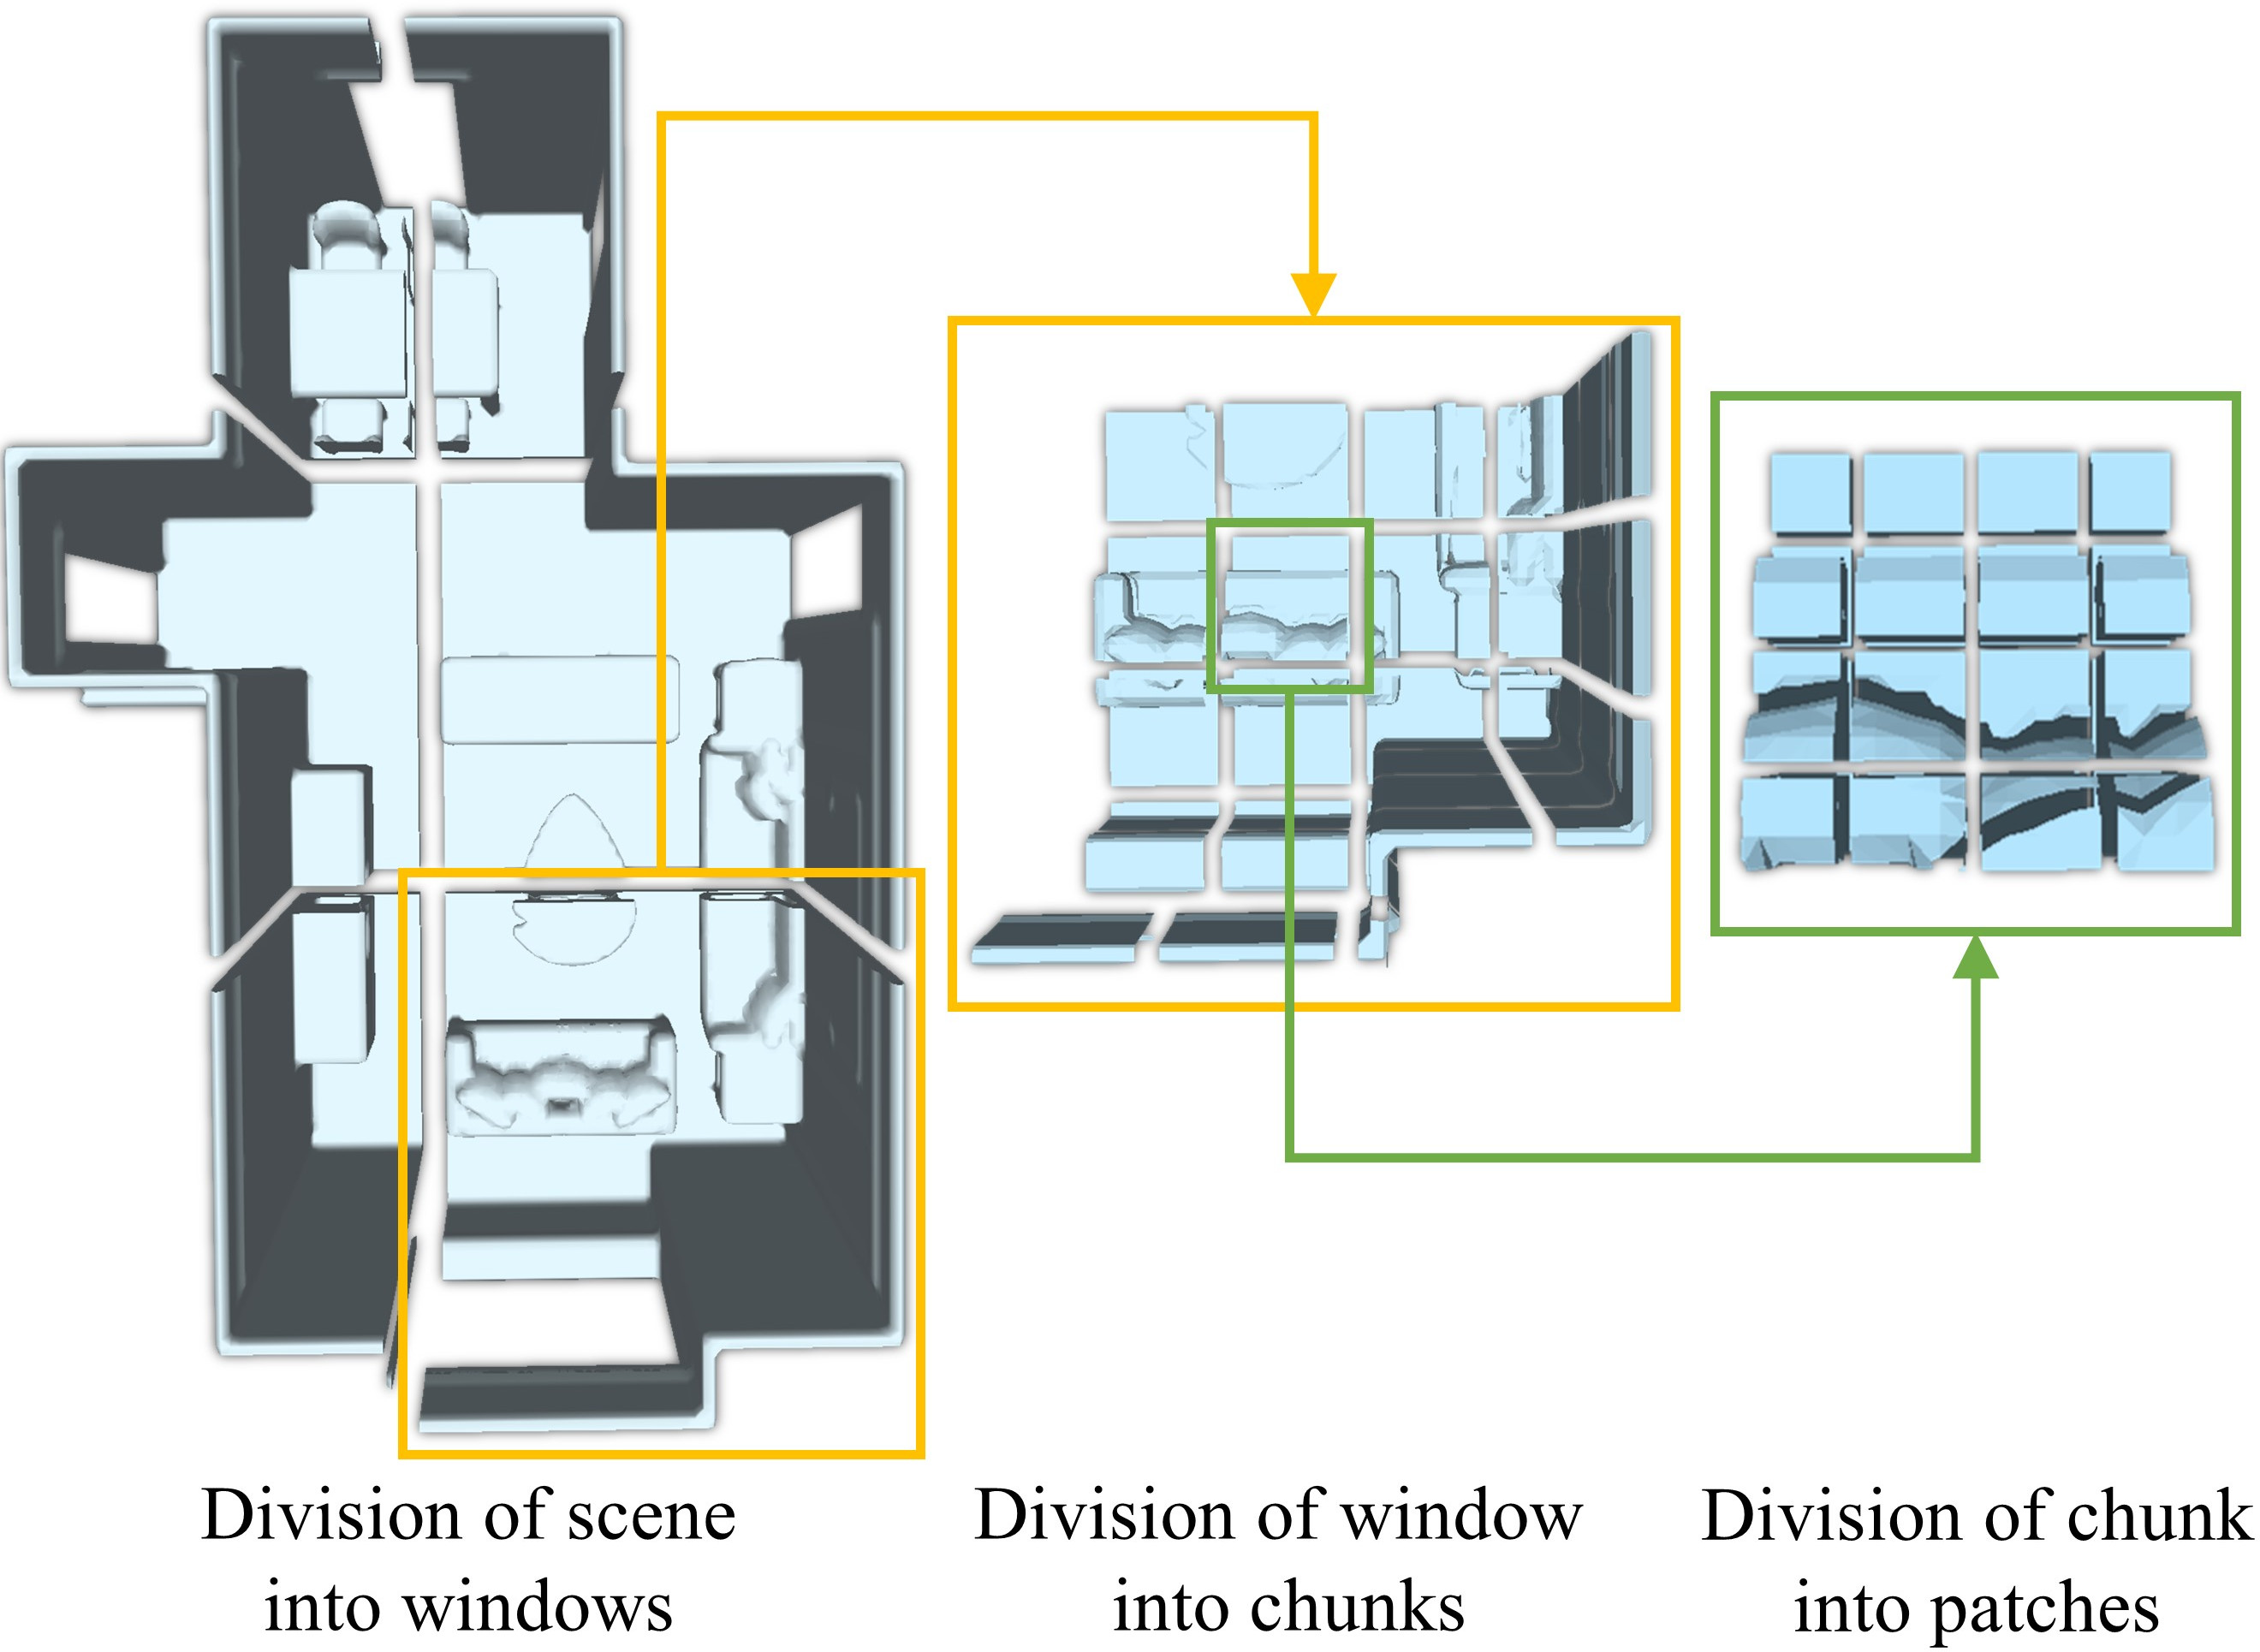 Division of scene
into windows
Division of window
into chunks
Division of chunk
into patches